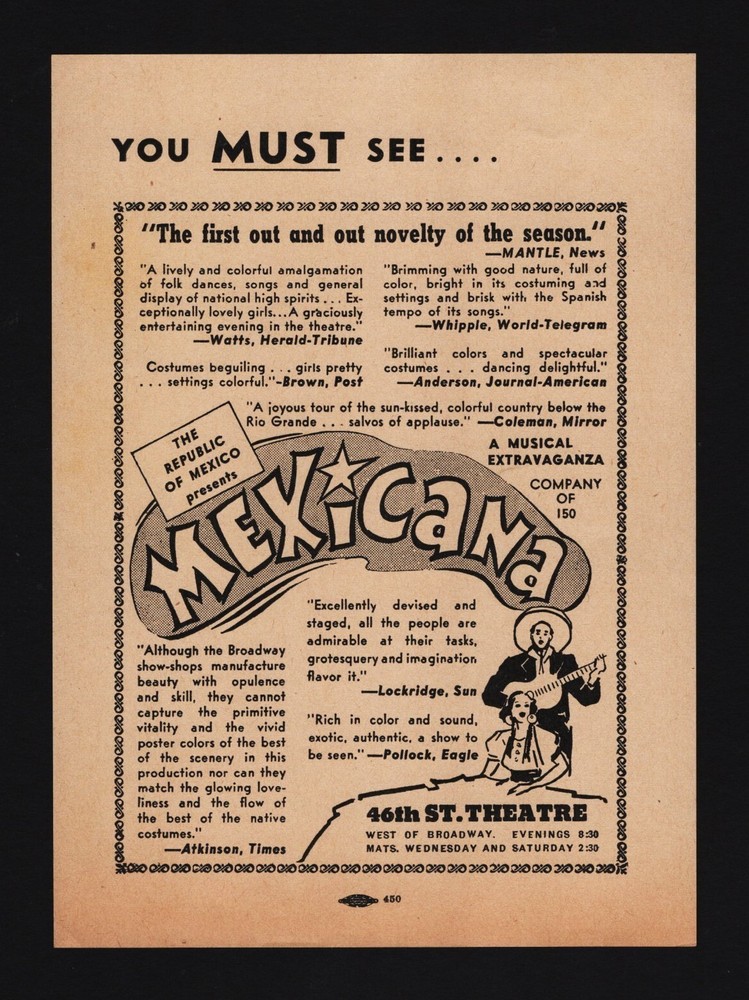 YOU MUST SEE....
"The first out and out novelty of the season."
—MANTLE, News
"A lively and colorful amalgamation
of folk dances, songs and general
display of national high spirits . . . Ex-
ceptionally lovely girls...A graciously
entertaining evening in the theatre."
—Watts, Herald-Tribune
Costumes beguiling . . . girls pretty
. . . settings colorful."-Brown, Post
"Brimming with good nature, full of
color, bright in its costuming and
settings and brisk with the Spanish
tempo of its songs."
—Whipple, World-Telegram
"Brilliant colors and spectacular
costumes . . . dancing delightful."
—Anderson, Journal-American
"A joyous tour of the sun-kissed, colorful country below the
Rio Grande . . . salvos of applause." —Coleman, Mirror
THE
REPUBLIC
OF MEXICO
presents
A MUSICAL
EXTRAVAGANZA
COMPANY
OF
150
MEXiCaNa
"Although the Broadway
show-shops manufacture
beauty with opulence
and skill, they cannot
capture the primitive
vitality and the vivid
poster colors of the best
of the scenery in this
production nor can they
match the glowing love-
liness and the flow of
the best of the native
costumes."
—Atkinson, Times
"Excellently devised and
staged, all the people are
admirable at their tasks,
grotesquery and imagination
flavor it."
—Lockridge, Sun
"Rich in color and sound,
exotic, authentic, a show to
be seen." —Pollock, Eagle
46th ST. THEATRE
WEST OF BROADWAY. EVENINGS 8:30
MATS. WEDNESDAY AND SATURDAY 2:30
450